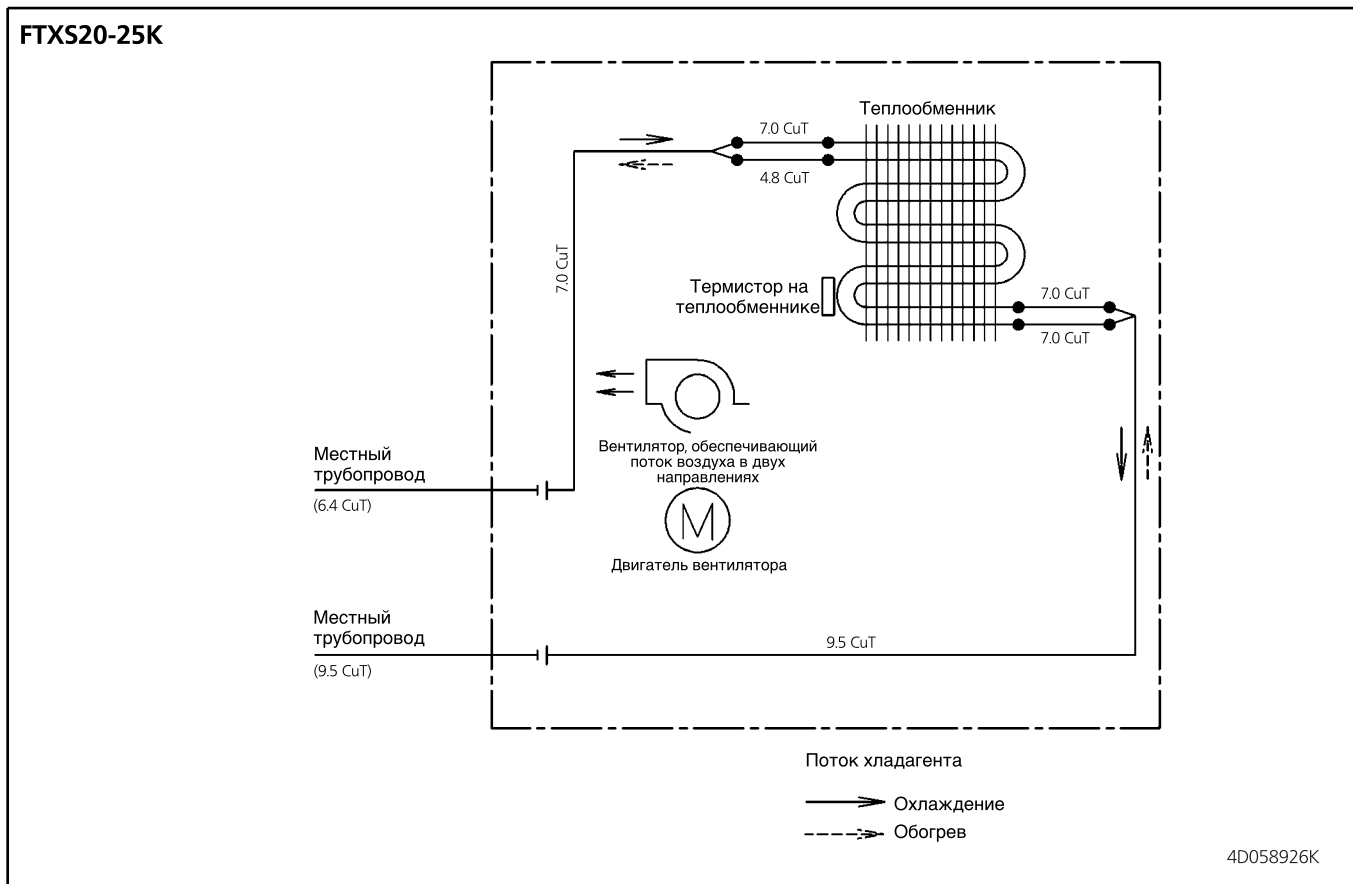 FTXS20-25K
Теплообменник
7.0 CuT
4.8 CuT
7.0 CuT
Термистор на
теплообменнике
7.0 CuT
7.0 CuT
Вентилятор, обеспечивающий
поток воздуха в двух
направлениях
Местный
трубопровод
(6.4 CuT)
M
Двигатель вентилятора
Местный
трубопровод
(9.5 CuT)
9.5 CuT
Поток хладагента
Охлаждение
Обогрев
4D058926K